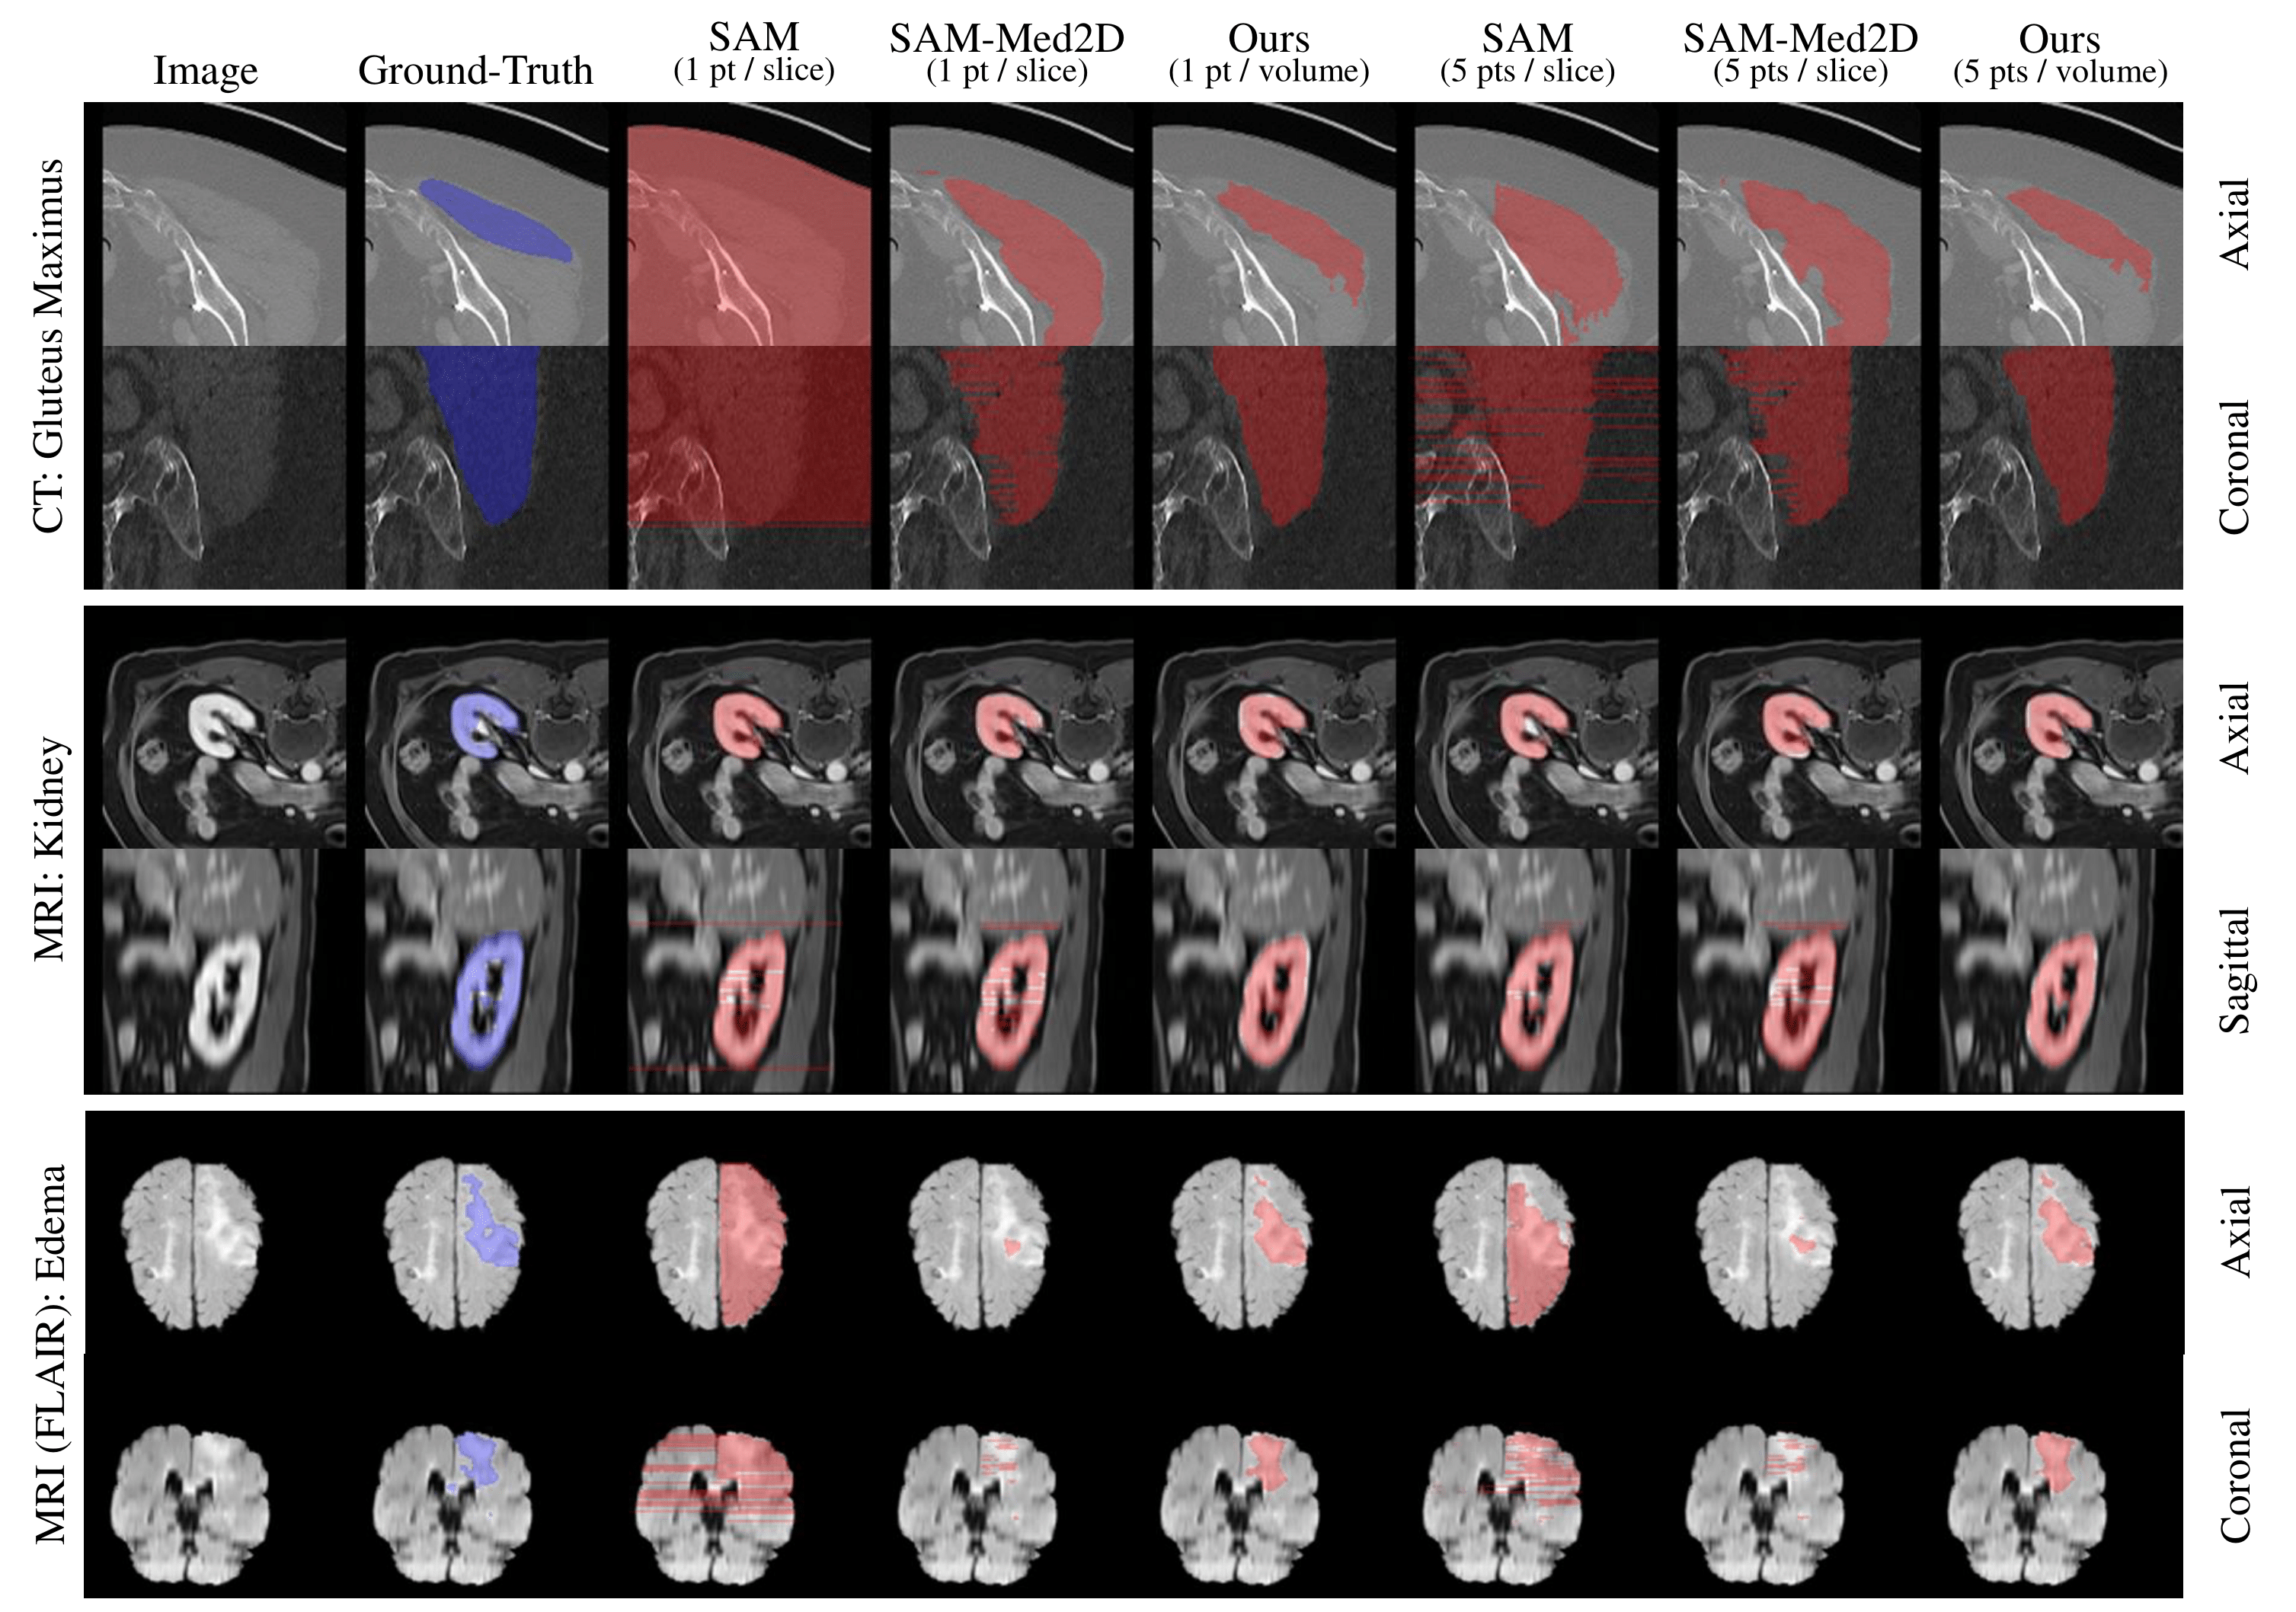 Image
Ground-Truth
SAM
(1 pt / slice)
SAM-Med2D
(1 pt / slice)
Ours
(1 pt / volume)
SAM
(5 pts / slice)
SAM-Med2D
(5 pts / slice)
Ours
(5 pts / volume)
CT: Gluteus Maximus
Axial
Coronal
MRI: Kidney
Axial
Sagittal
MRI (FLAIR): Edema
Axial
Coronal